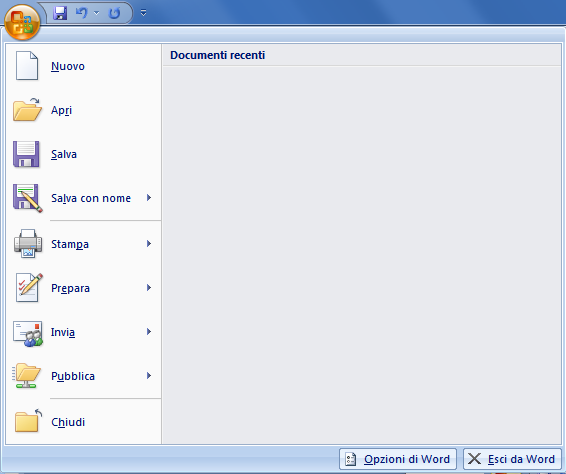 Documenti recenti
Nuovo
Apri
Salva
Salva con nome
Stampa
Prepara
Invia
Pubblica
Chiudi
Opzioni di Word
Esci da Word